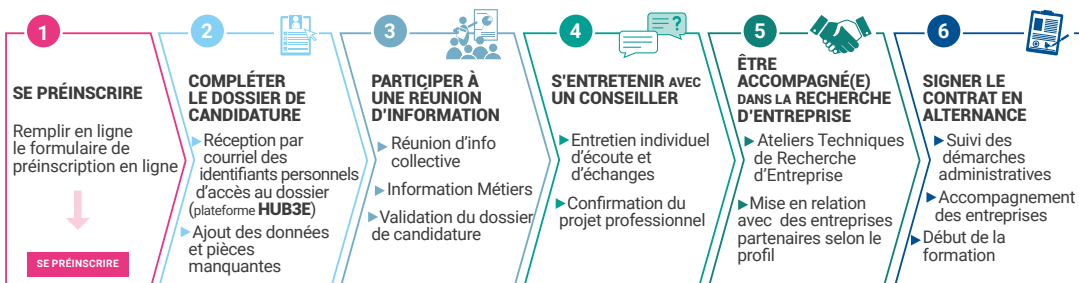 1
SE PRÉINSCRIRE
Remplir en ligne
le formulaire de
préinscription en ligne
SE PRÉINSCRIRE
2
COMPLÉTER
LE DOSSIER DE
CANDIDATURE
Réception par
courriel des
identifiants personnels
d'accès au dossier
(plateforme HUB3E)
Ajout des données
et pièces
manquantes
3
PARTICIPER À
UNE RÉUNION
D'INFORMATION
Réunion d'info
collective
Information Métiers
Validation du dossier
de candidature
4
?
S'ENTRETENIR AVEC
UN CONSEILLER
Entretien individuel
d'écoute et
d'échanges
Confirmation du
projet professionnel
5
ÊTRE
ACCOMPAGNÉ(E)
DANS LA RECHERCHE
D'ENTREPRISE
Ateliers Techniques
de Recherche
d'Entreprise
Mise en relation
avec des entreprises
partenaires selon le
profil
6
SIGNER LE
CONTRAT EN
ALTERNANCE
Suivi des
démarches
administratives
Accompagnement
des entreprises
Début de la
formation